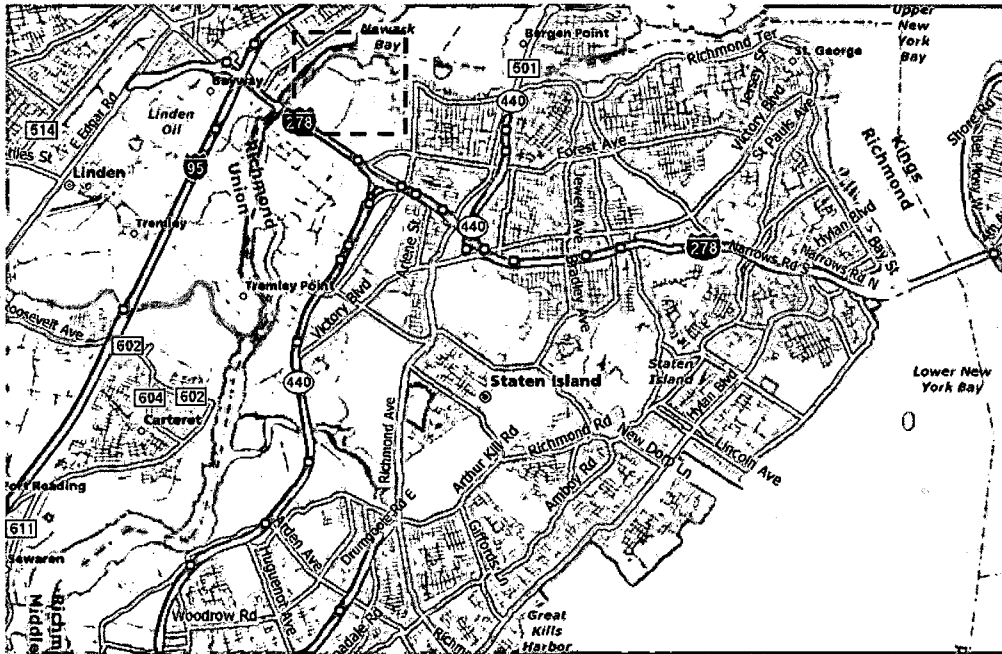 Upper
New
York
Bay
Newark
Bay
Bergen Point
Richmond Ter
St. George
501
Bayway
440
Jersey St
Victory Blvd
St Pauls Ave
Shore Rd
E Edgar Rd
Linden
Oil
278
514
Forest Ave
Kings
Richmond
Linden
95
Richmond
Union
Jewett Ave
Bradley Ave
Tremley
440
278
Hylan Blvd
Bay St
Narrows Rd S
Narrows Rd N
Tremley Point
Victory Blvd
Roosevelt Ave
602
Staten
Island
440
Staten Island
Hylan Blvd
Lower New
York Bay
604
602
Carteret
Richmond Ave
Arthur Kill Rd
Richmond Rd
New Dorp Ln
Lincoln Ave
Amboy Rd
Port Reading
Drumgoole Rd E
611
Arden Ave
Giffords Ln
Sewaren
Huguenot Ave
Richm
Middle
Woodrow Rd
Great
Kills
Harbor